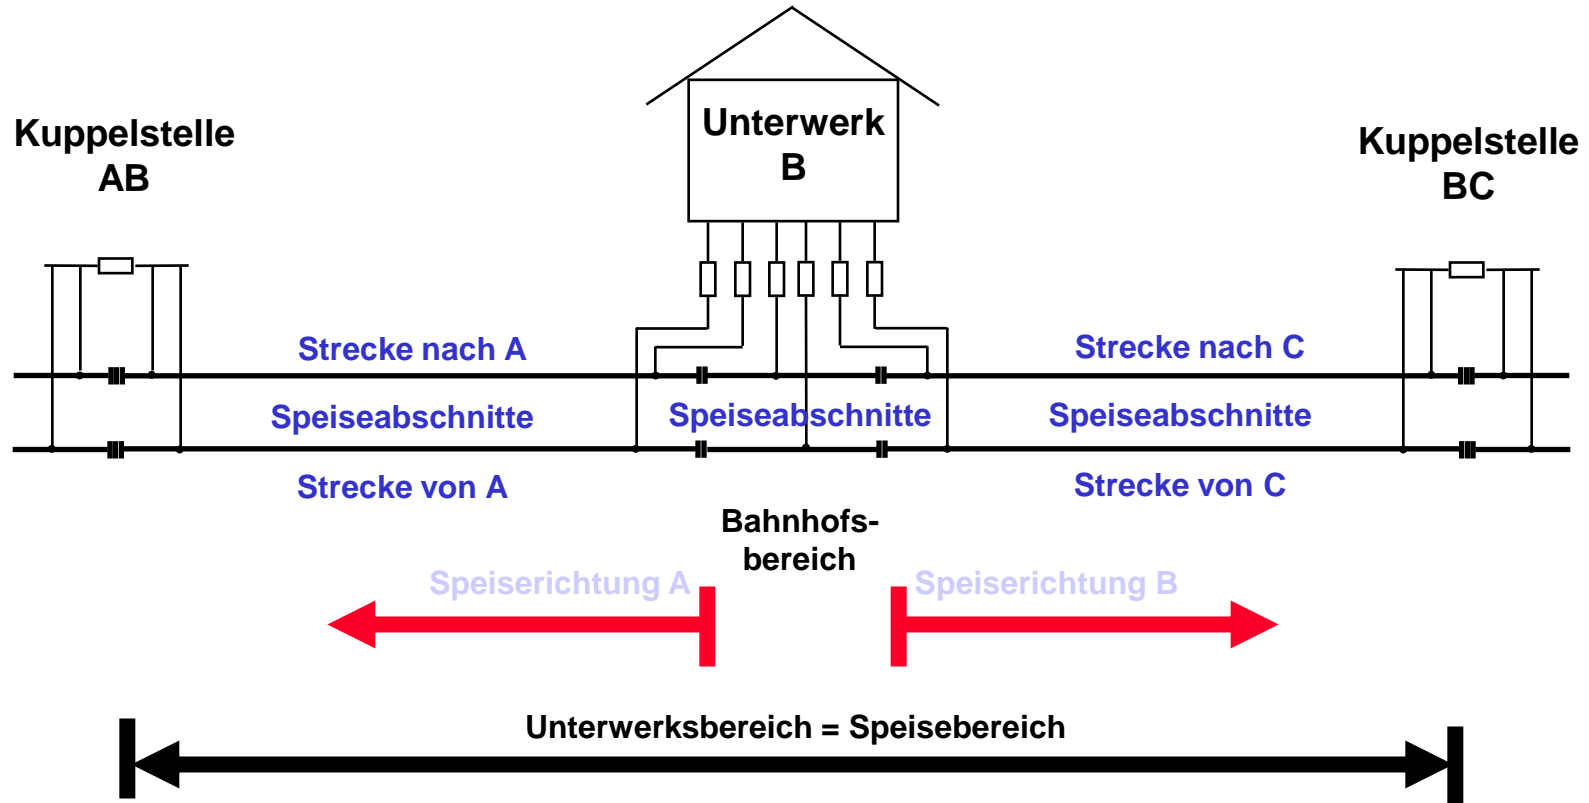 Unterwerk
B
Kuppelstelle
AB
Kuppelstelle
BC
Strecke nach A
Strecke nach C
Speiseabschnitte
Speiseabschnitte
Speiseabschnitte
Strecke von A
Strecke von C
Bahnhofs-
bereich
Speiserichtung A
Speiserichtung B
Unterwerksbereich = Speisebereich